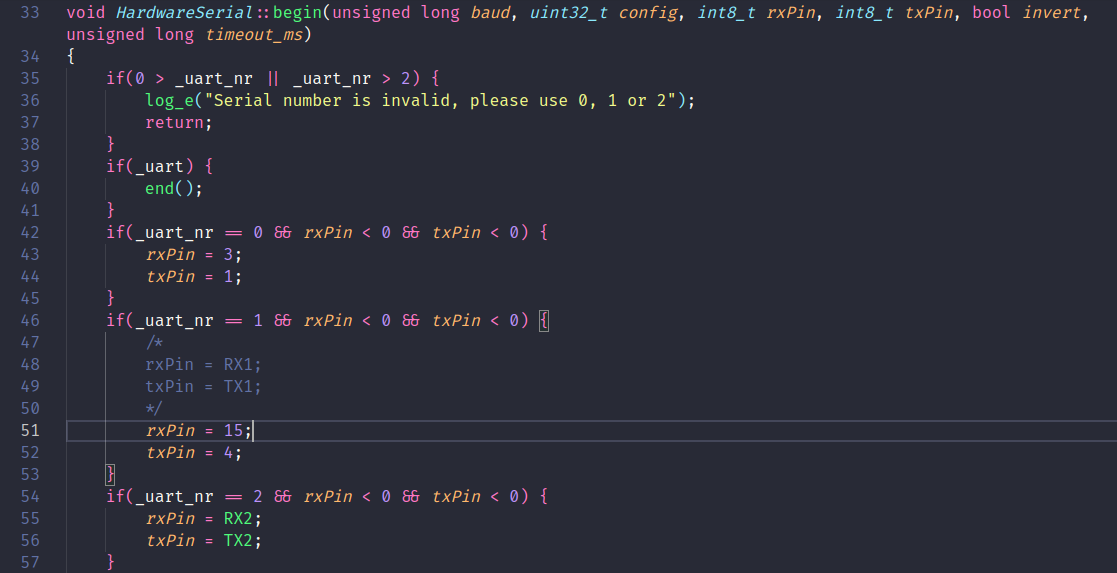 33 void HardwareSerial::begin(unsigned long baud, uint32_t config, int8_t rxPin, int8_t txPin, bool invert,
unsigned long timeout_ms)
34 {
35     if(0 > _uart_nr || _uart_nr > 2) {
36         log_e("Serial number is invalid, please use 0, 1 or 2");
37         return;
38     }
39     if(_uart) {
40         end();
41     }
42     if(_uart_nr == 0 && rxPin < 0 && txPin < 0) {
43         rxPin = 3;
44         txPin = 1;
45     }
46     if(_uart_nr == 1 && rxPin < 0 && txPin < 0) {
47         /*
48         rxPin = RX1;
49         txPin = TX1;
50         */
51         rxPin = 15;
52         txPin = 4;
53     }
54     if(_uart_nr == 2 && rxPin < 0 && txPin < 0) {
55         rxPin = RX2;
56         txPin = TX2;
57     }